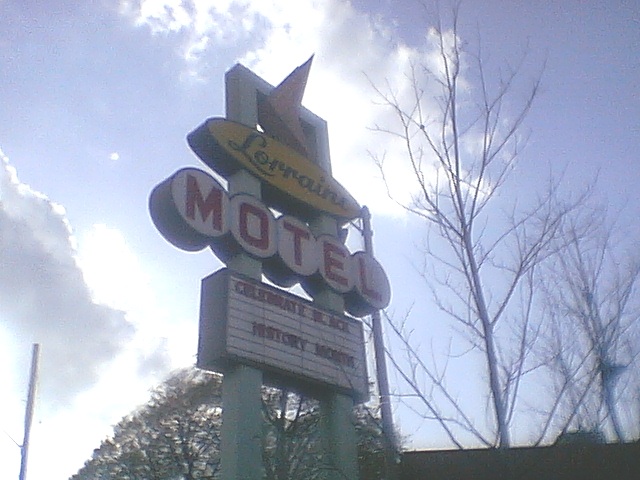 Lorraine
MOTEL
CELEBRATE BLACK
HISTORY MONTH